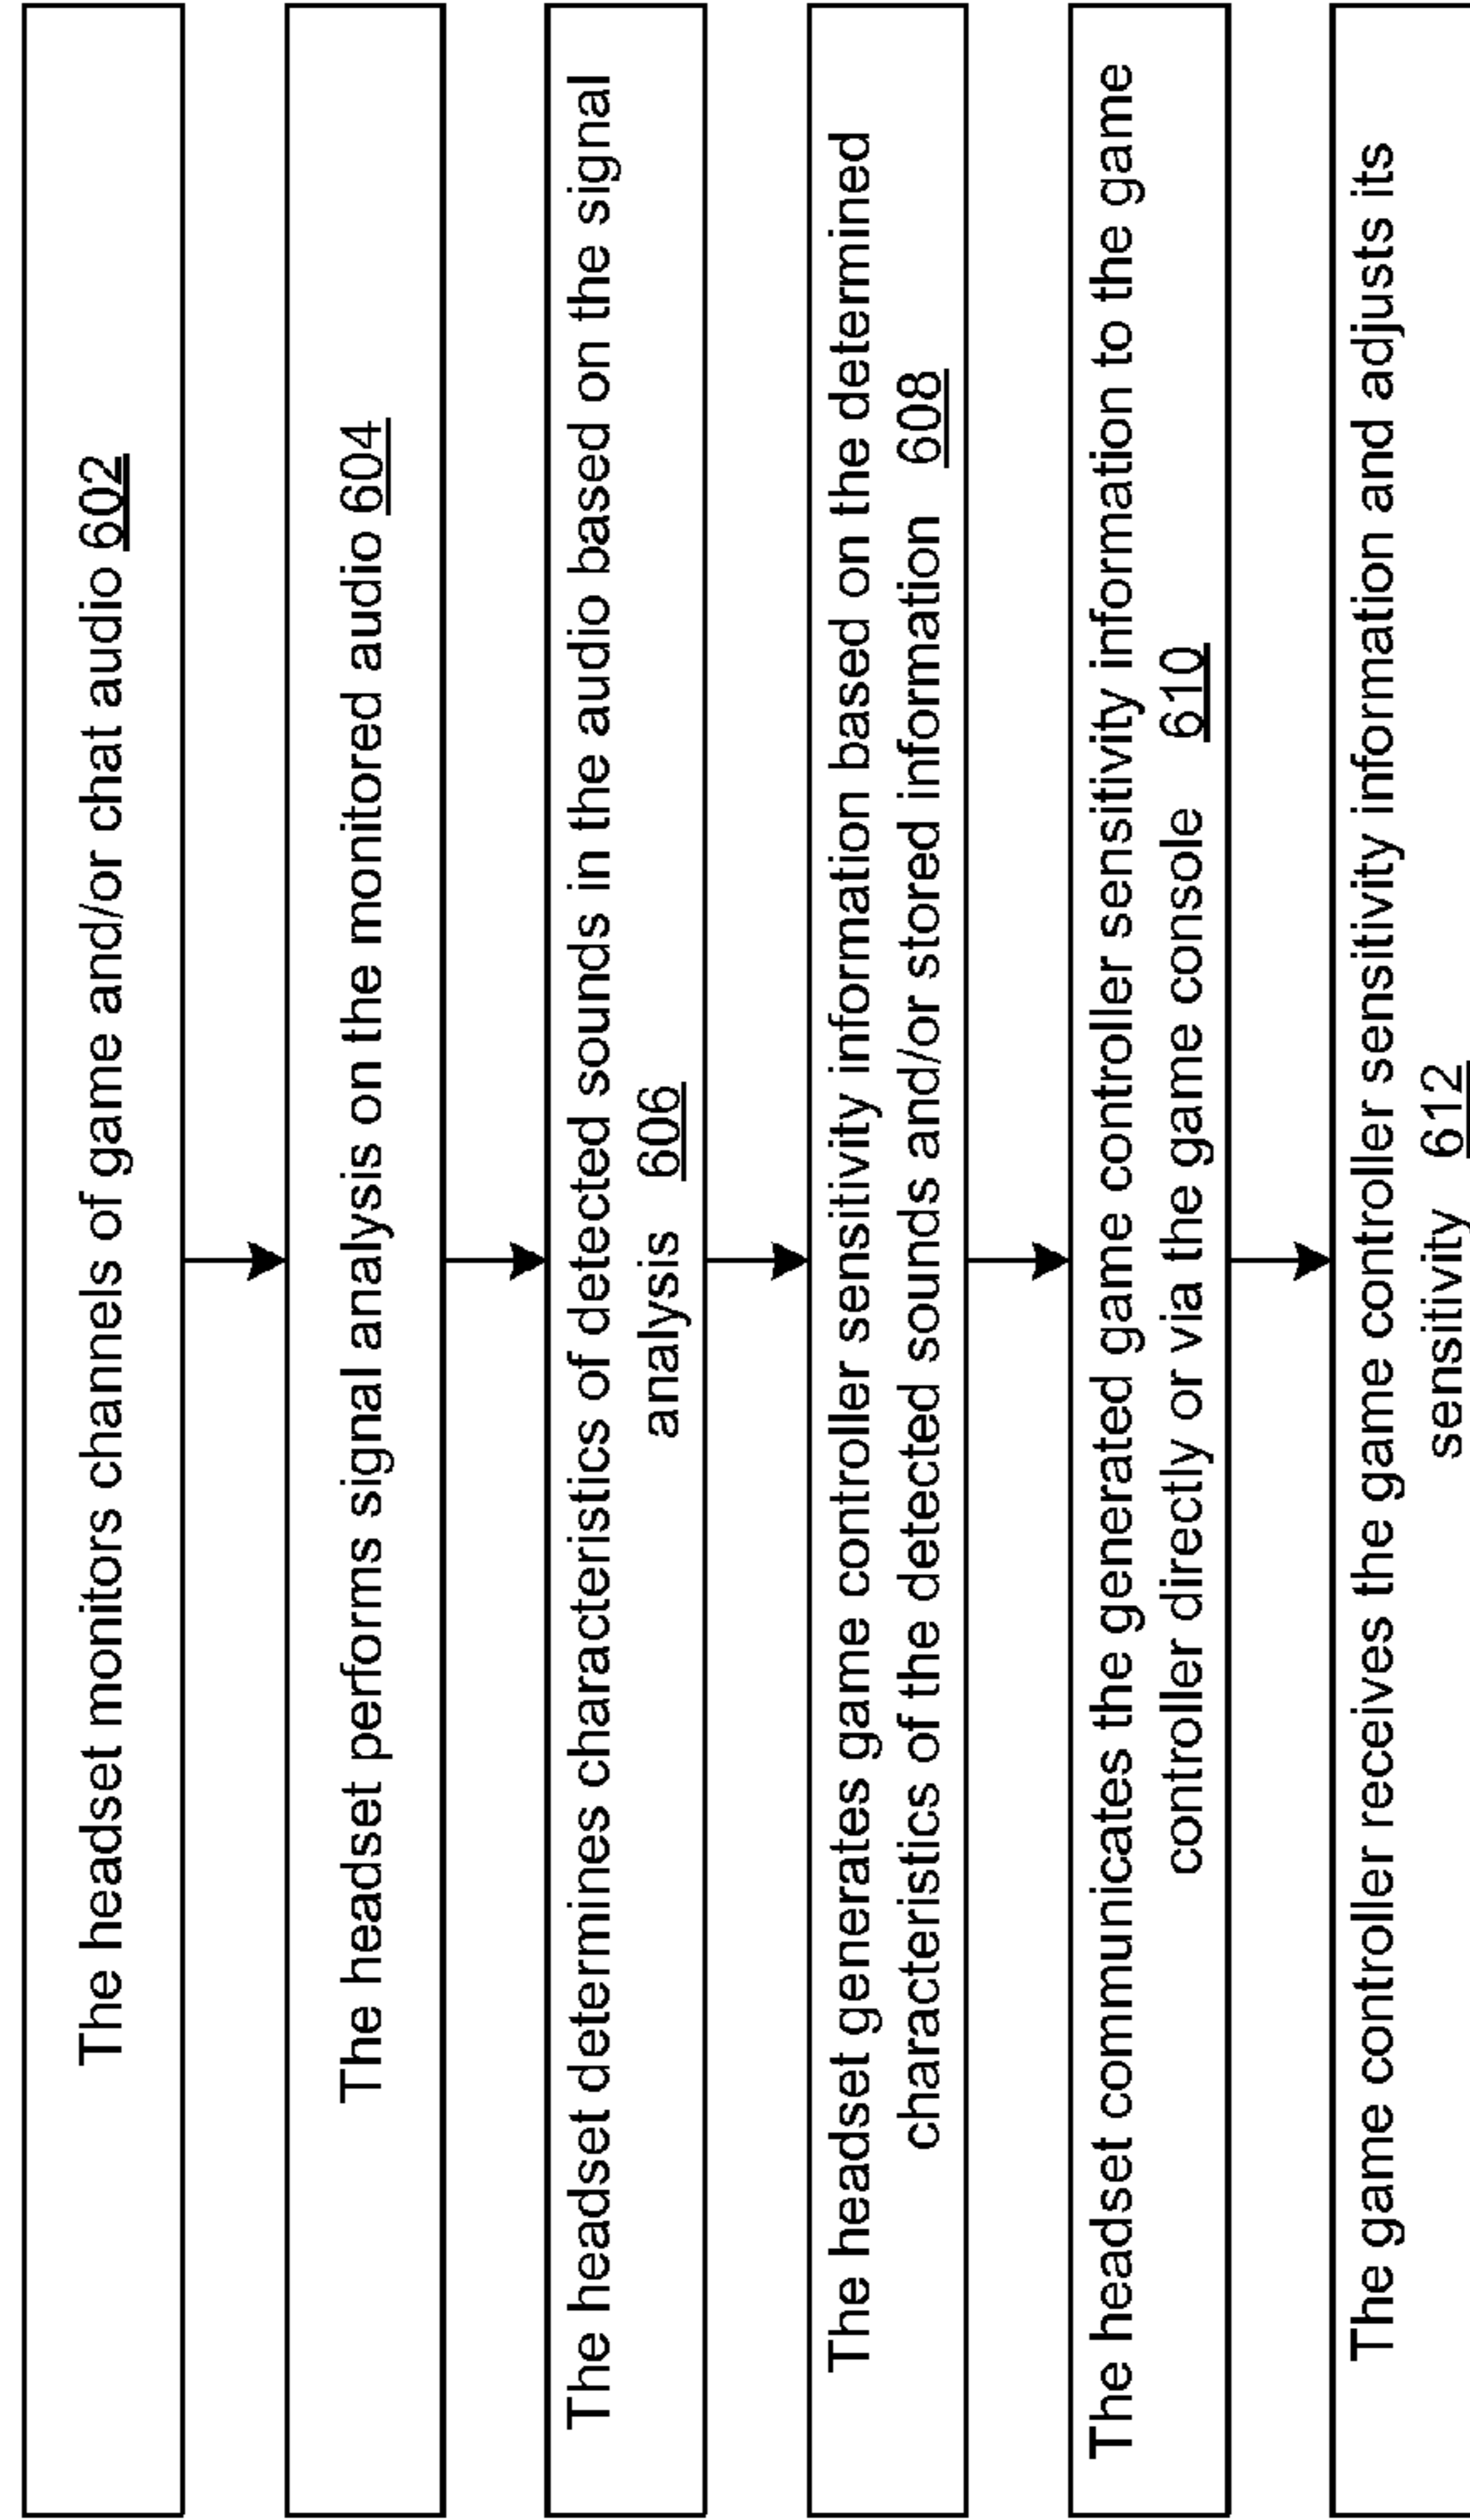 The headset monitors channels of game and/or chat audio 602
The headset performs signal analysis on the monitored audio 604
The headset determines characteristics of detected sounds in the audio based on the signal
analysis 606
The headset generates game controller sensitivity information based on the determined
characteristics of the detected sounds and/or stored information 608
The headset communicates the generated game controller sensitivity information to the game
controller directly or via the game console 610
The game controller receives the game controller sensitivity information and adjusts its
sensitivity 612